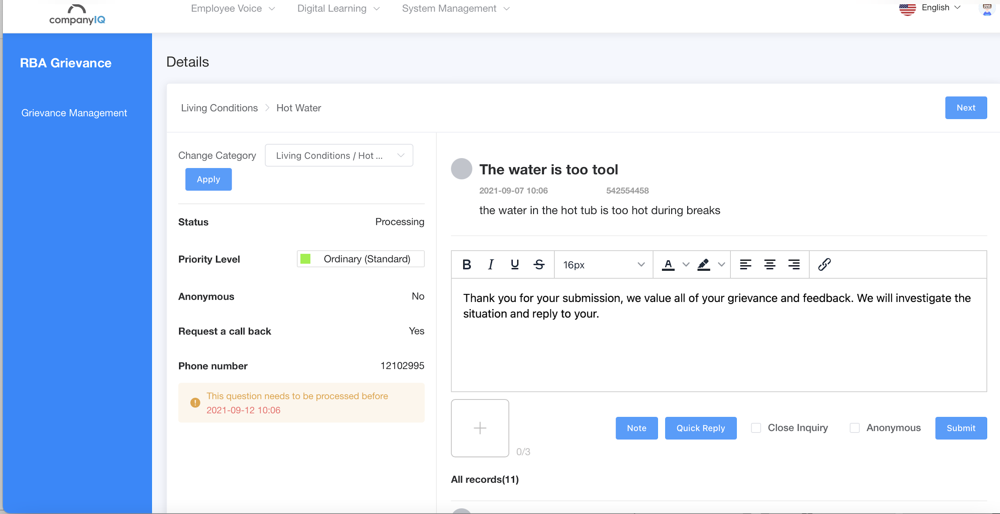 companyIQ
Employee Voice
Digital Learning
System Management
English
RBA Grievance
Grievance Management
Details
Living Conditions > Hot Water
Next
Change Category
Living Conditions / Hot ...
Apply
Status
Processing
Priority Level
Ordinary (Standard)
Anonymous
No
Request a call back
Yes
Phone number
12102995
This question needs to be processed before
2021-09-12 10:06
The water is too tool
2021-09-07 10:06
542554458
the water in the hot tub is too hot during breaks
B I U S
16px
A
Thank you for your submission, we value all of your grievance and feedback. We will investigate the
situation and reply to your.
0/3
Note
Quick Reply
Close Inquiry
Anonymous
Submit
All records(11)